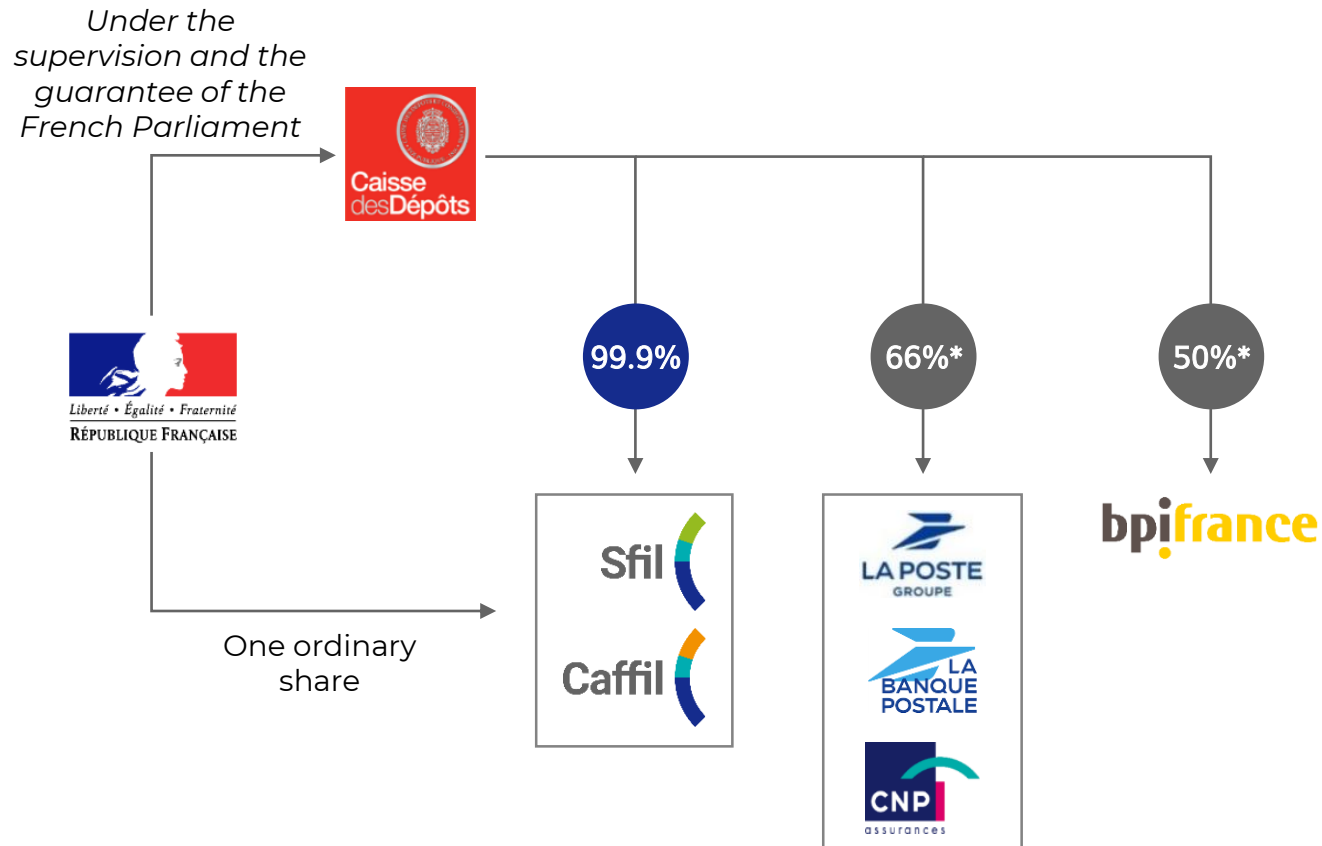 Under the
supervision and the
guarantee of the
French Parliament
Caisse
desDépôts
99.9%
66%*
50%*
Liberté • Égalité • Fraternité
RÉPUBLIQUE FRANÇAISE
One ordinary
share
Sfil
Caffil
LA POSTE
GROUPE
LA
BANQUE
POSTALE
CNP
assurances
bpifrance